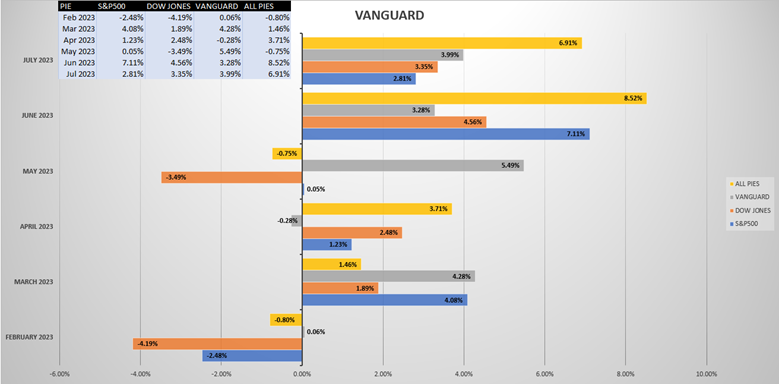 VANGUARD
PIE S&P500 DOW JONES VANGUARD ALL PIES
Feb 2023 -2.48% -4.19% 0.06% -0.80%
Mar 2023 4.08% 1.89% 4.28% 1.46%
Apr 2023 1.23% 2.48% -0.28% 3.71%
May 2023 0.05% -3.49% 5.49% -0.75%
Jun 2023 7.11% 4.56% 3.28% 8.52%
Jul 2023 2.81% 3.35% 3.99% 6.91%
6.91%
3.99%
JULY 2023
3.35%
2.81%
8.52%
3.28%
JUNE 2023
4.56%
7.11%
-0.75%
5.49%
MAY 2023
-3.49%
0.05%
3.71%
-0.28%
APRIL 2023
2.48%
1.23%
1.46%
4.28%
MARCH 2023
1.89%
4.08%
-0.80%
0.06%
FEBRUARY 2023
-4.19%
-2.48%
-6.00% -4.00% -2.00% 0.00% 2.00% 4.00% 6.00% 8.00% 10.00%
ALL PIES
VANGUARD
DOW JONES
S&P500